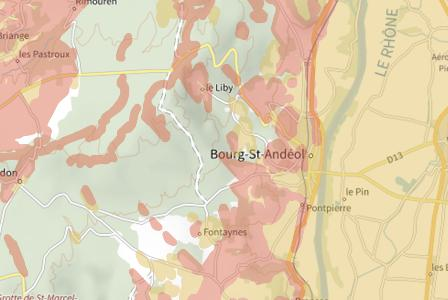 Rimouren
Briange
les Pastroux
LE RHÔNE
le Liby
Bourg-St-Andéol
D13
le Pin
Pontpierre
Fontaynes
Grotte de St-Marcel-